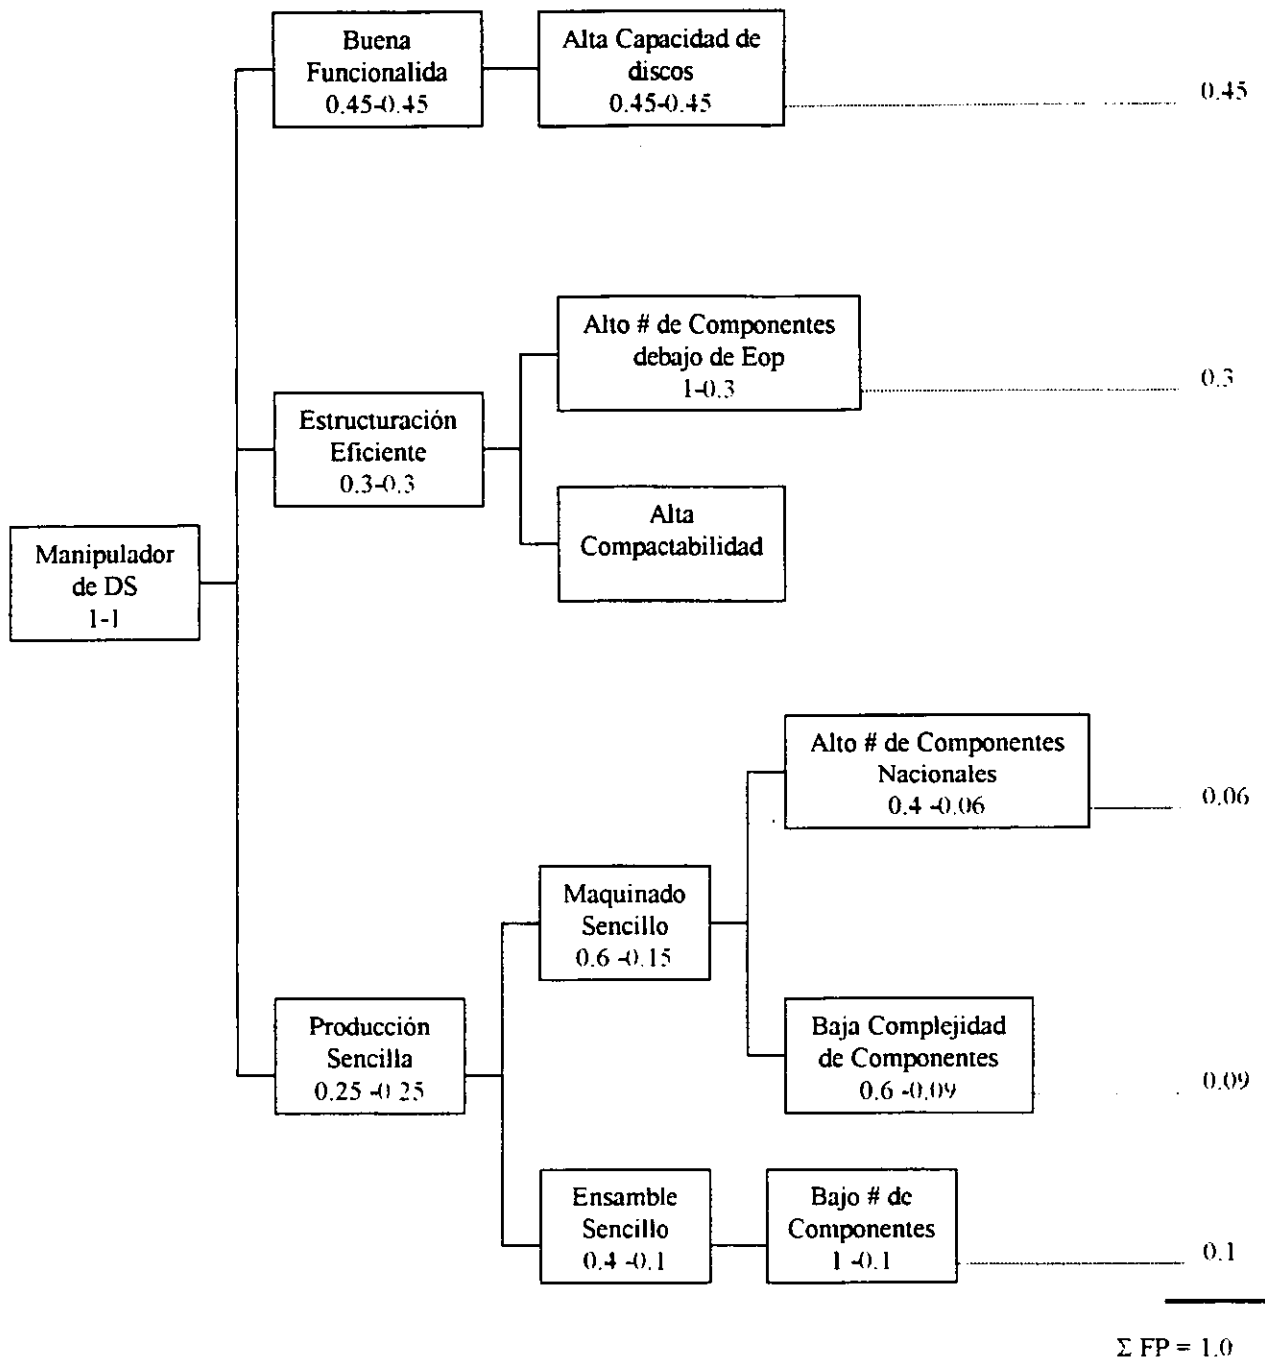 Buena
Funcionalida
0.45-0.45
Alta Capacidad de
discos
0.45-0.45
0.45
Alto # de Componentes
debajo de Eop
1-0.3
0.3
Estructuración
Eficiente
0.3-0.3
Alta
Compactabilidad
Manipulador
de DS
1-1
Alto # de Componentes
Nacionales
0.4 -0.06
0.06
Maquinado
Sencillo
0.6 -0.15
Producción
Sencilla
0.25 -0.25
Baja Complejidad
de Componentes
0.6 -0.09
0.09
Ensamble
Sencillo
0.4 -0.1
Bajo # de
Componentes
1 -0.1
0.1
Σ FP = 1.0